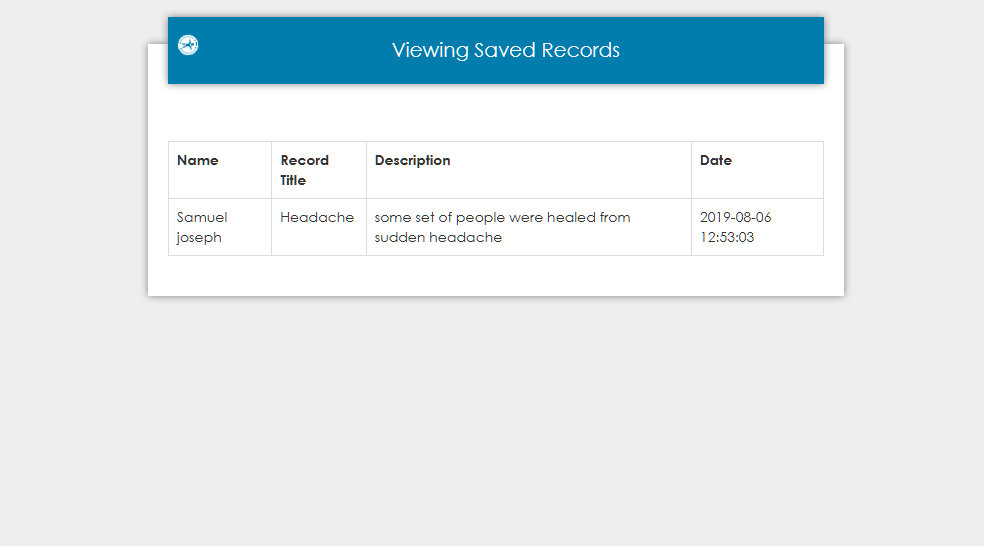 Viewing Saved Records
Name
Record
Title
Description
Date
Samuel
joseph
Headache
some set of people were healed from
sudden headache
2019-08-06
12:53:03